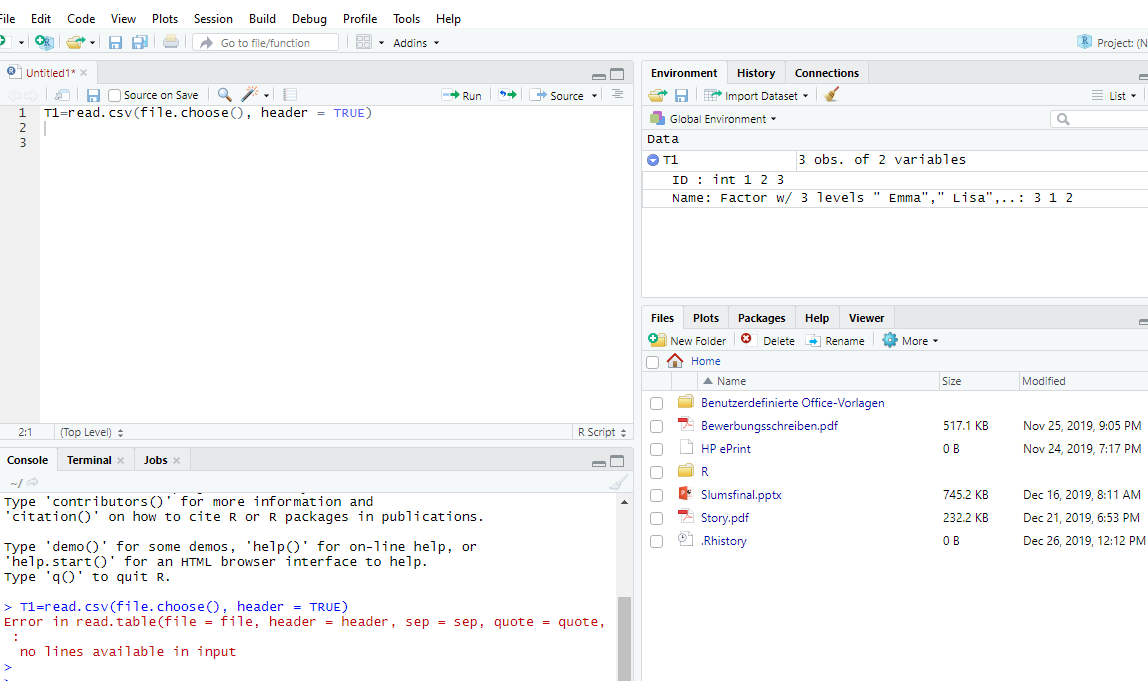 File Edit Code View Plots Session Build Debug Profile Tools Help
Go to file/function Addins Project: (N
Untitled1*
Source on Save Run Source
1 T1=read.csv(file.choose(), header = TRUE)
2
3
2:1 (Top Level) R Script
Console Terminal Jobs
~/
Type 'contributors()' for more information and
'citation()' on how to cite R or R packages in publications.
Type 'demo()' for some demos, 'help()' for on-line help, or
'help.start()' for an HTML browser interface to help.
Type 'q()' to quit R.
> T1=read.csv(file.choose(), header = TRUE)
Error in read.table(file = file, header = header, sep = sep, quote = quote,
:
no lines available in input
>
Environment History Connections
Import Dataset List
Global Environment
Data
T1 3 obs. of 2 variables
ID : int 1 2 3
Name: Factor w/ 3 levels " Emma"," Lisa",..: 3 1 2
Files Plots Packages Help Viewer
New Folder Delete Rename More
Home
Name Size Modified
Benutzerdefinierte Office-Vorlagen
Bewerbungsschreiben.pdf 517.1 KB Nov 25, 2019, 9:05 PM
HP ePrint 0 B Nov 24, 2019, 7:17 PM
R
Slumsfinal.pptx 745.2 KB Dec 16, 2019, 8:11 AM
Story.pdf 232.2 KB Dec 21, 2019, 6:53 PM
.Rhistory 0 B Dec 26, 2019, 12:12 PM